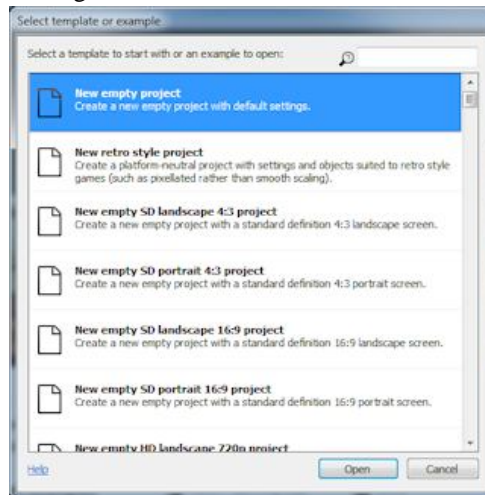 Select template or example
Select a template to start with or an example to open:
New empty project
Create a new empty project with default settings.
New retro style project
Create a platform-neutral project with settings and objects suited to retro style
games (such as pixellated rather than smooth scaling).
New empty SD landscape 4:3 project
Create a new empty project with a standard definition 4:3 landscape screen.
New empty SD portrait 4:3 project
Create a new empty project with a standard definition 4:3 portrait screen.
New empty SD landscape 16:9 project
Create a new empty project with a standard definition 16:9 landscape screen.
New empty SD portrait 16:9 project
Create a new empty project with a standard definition 16:9 portrait screen.
New empty HD landscape 720p project
Help
Open
Cancel